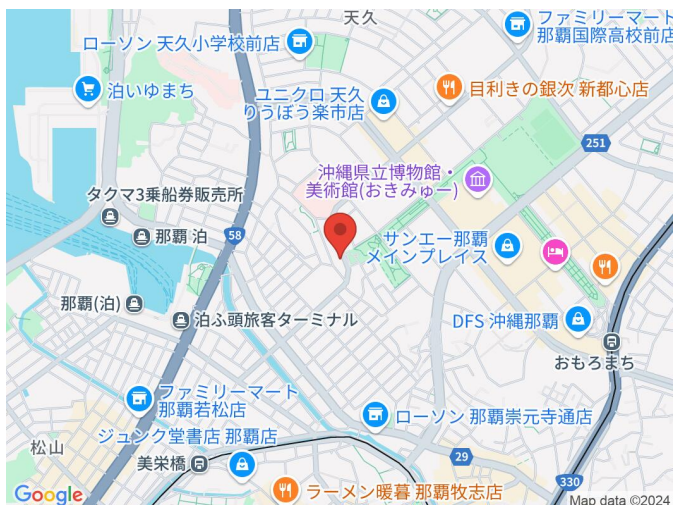 天久
ファミリーマート
那覇国際高校前店
ローソン 天久小学校前店
泊いゆまち
ユニクロ 天久
りうぼう楽市店
目利きの銀次 新都心店
251
沖縄県立博物館・
美術館(おきみゅー)
タクマ3乗船券販売所
那覇 泊
58
サンエー那覇
メインプレイス
那覇(泊)
泊ふ頭旅客ターミナル
DFS 沖縄那覇
おもろまち
ファミリーマート
那覇若松店
ローソン 那覇崇元寺通店
ジュンク堂書店 那覇店
松山
美栄橋
29
330
ラーメン暖暮 那覇牧志店
Google
Map data ©2024